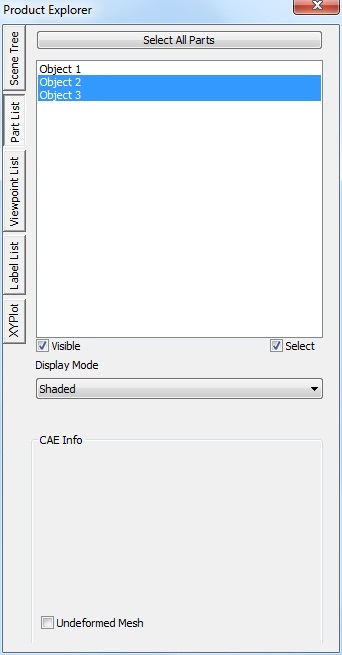 Product Explorer
Scene Tree
Part List
Viewpoint List
Label List
XYPlot
Select All Parts
Object 1
Object 2
Object 3
Visible
Select
Display Mode
Shaded
CAE Info
Undeformed Mesh